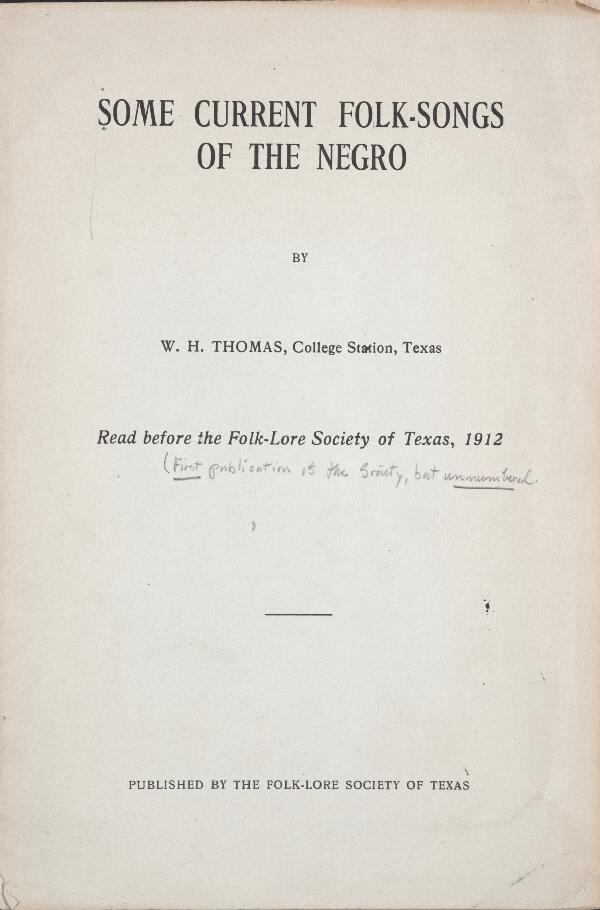 SOME CURRENT FOLK-SONGS
OF THE NEGRO
BY
W. H. THOMAS, College Station, Texas
Read before the Folk-Lore Society of Texas, 1912
(First publication of the Society, but unnumbered.
PUBLISHED BY THE FOLK-LORE SOCIETY OF TEXAS